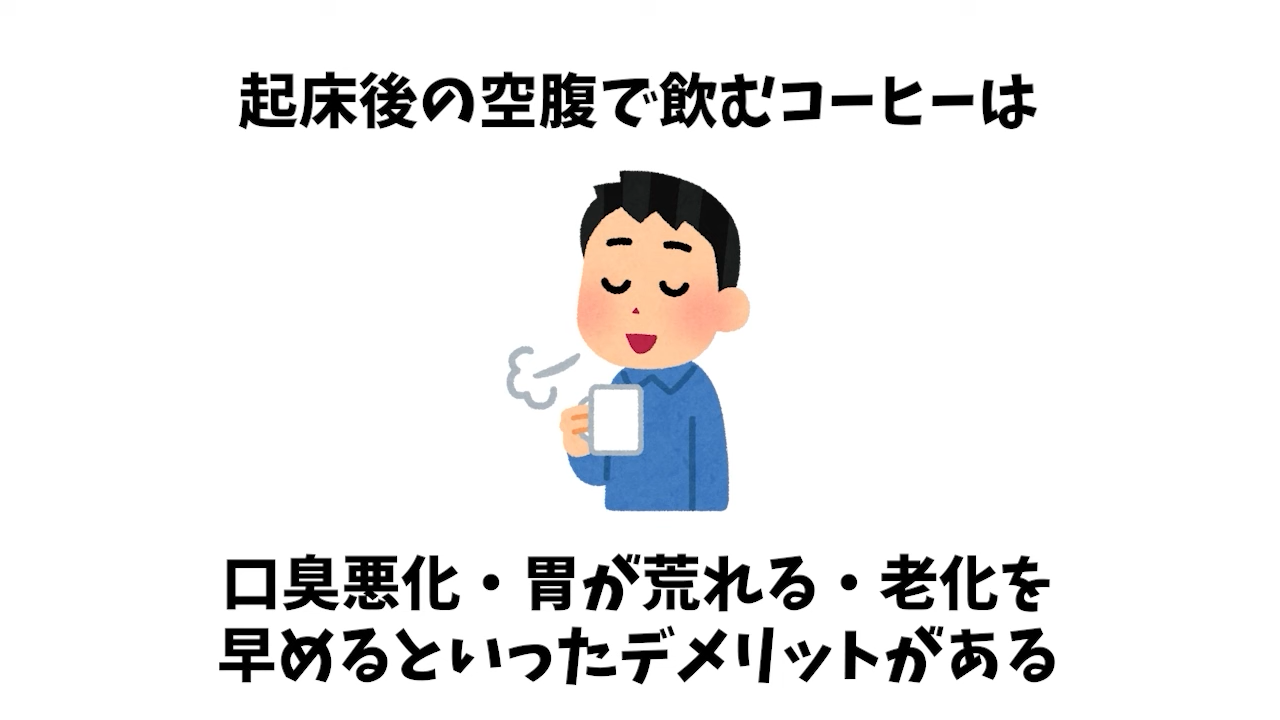 起床後の空腹で飲むコーヒーは
口臭悪化・胃が荒れる・老化を
早めるといったデメリットがある